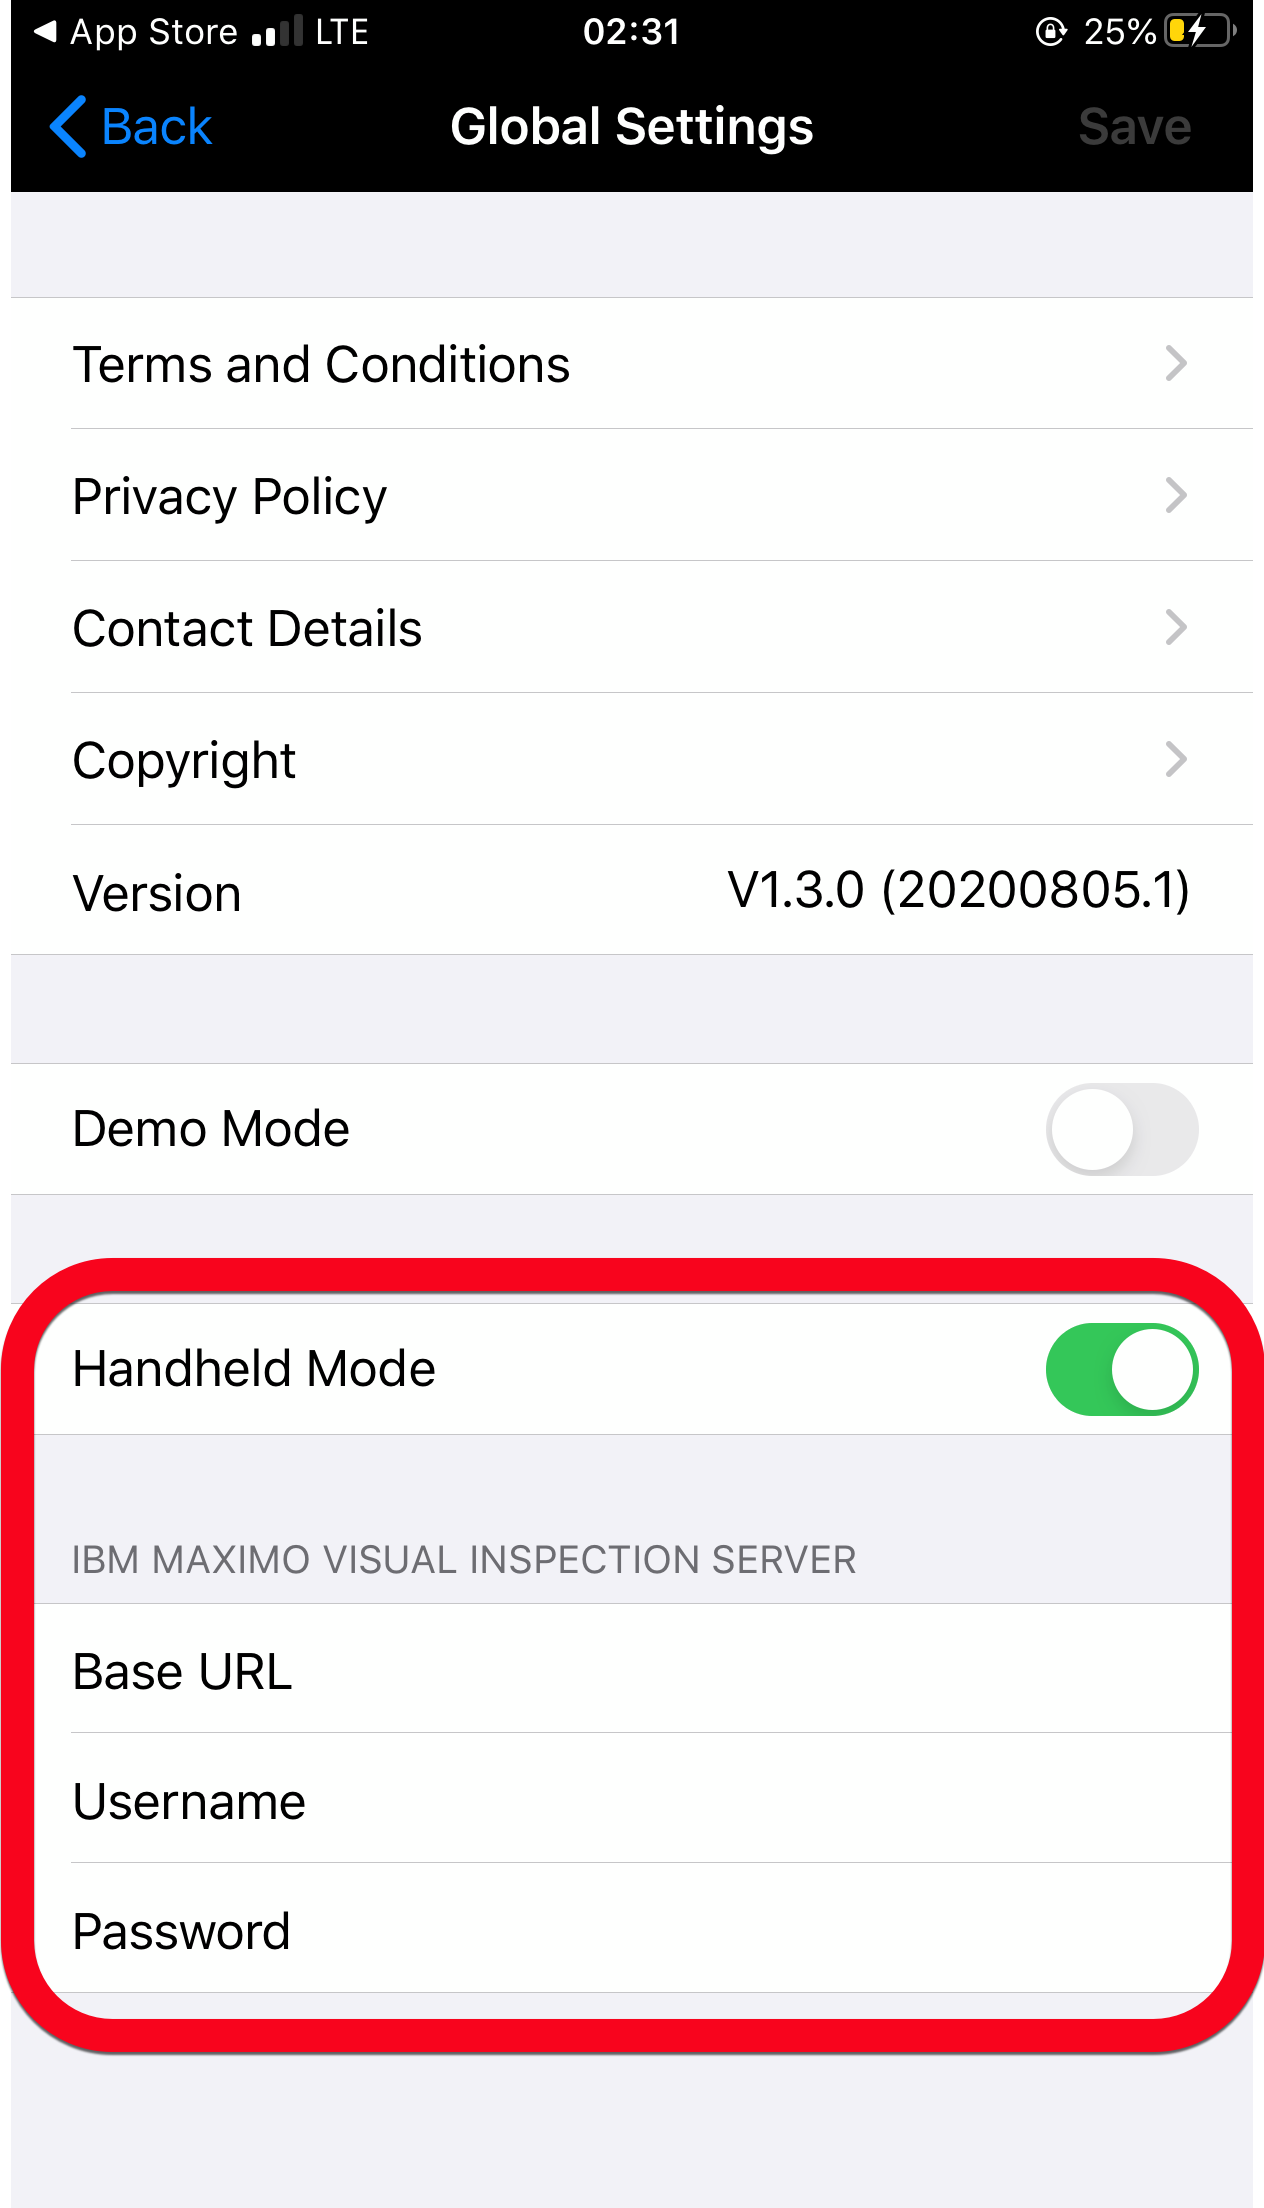 App Store LTE 02:31 25%
Back Global Settings Save
Terms and Conditions
Privacy Policy
Contact Details
Copyright
Version V1.3.0 (20200805.1)
Demo Mode
Handheld Mode
IBM MAXIMO VISUAL INSPECTION SERVER
Base URL
Username
Password